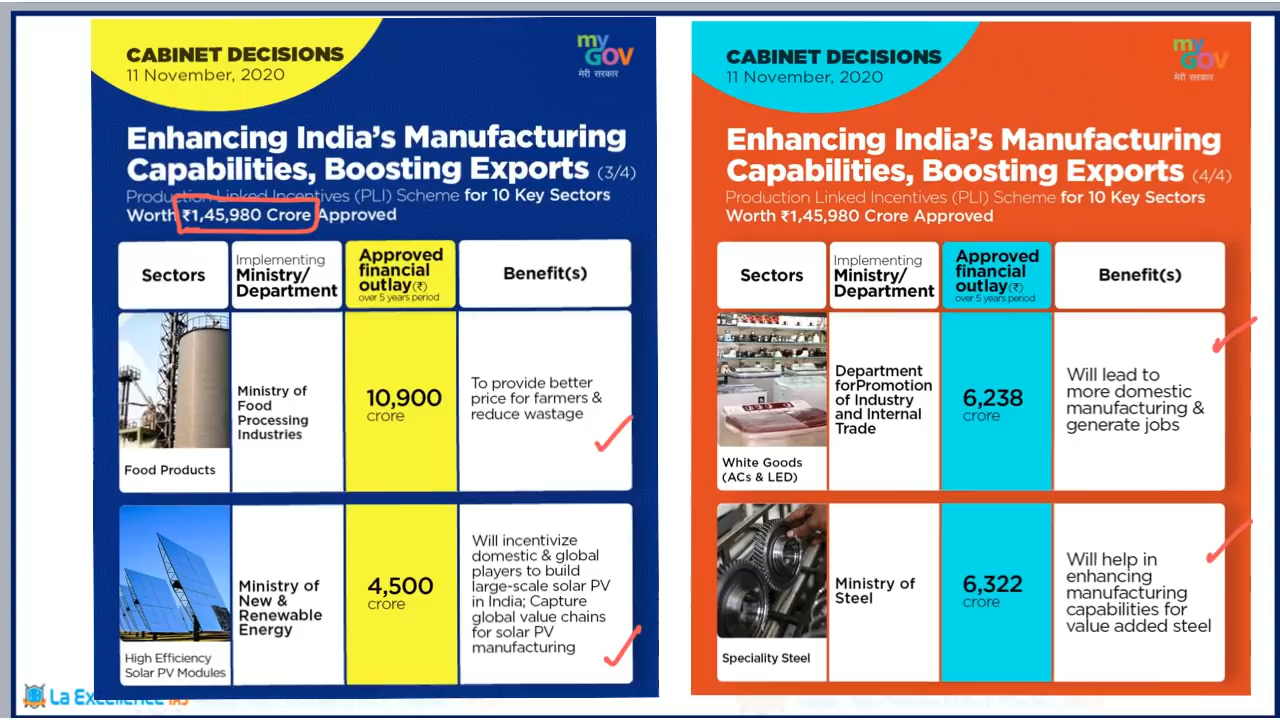 CABINET DECISIONS
11 November, 2020
my
GOV
मेरी सरकार
Enhancing India's Manufacturing
Capabilities, Boosting Exports (3/4)
Production Linked Incentives (PLI) Scheme for 10 Key Sectors
Worth ₹1,45,980 Crore Approved
Sectors
Implementing
Ministry/
Department
Approved
financial
outlay(₹)
over 5 years period
Benefit(s)
Food Products
Ministry of
Food
Processing
Industries
10,900
crore
To provide better
price for farmers &
reduce wastage
High Efficiency
Solar PV Modules
Ministry of
New &
Renewable
Energy
4,500
crore
Will incentivize
domestic & global
players to build
large-scale solar PV
in India; Capture
global value chains
for solar PV
manufacturing
CABINET DECISIONS
11 November, 2020
my
GOV
मेरी सरकार
Enhancing India's Manufacturing
Capabilities, Boosting Exports (4/4)
Production Linked Incentives (PLI) Scheme for 10 Key Sectors
Worth ₹1,45,980 Crore Approved
Sectors
Implementing
Ministry/
Department
Approved
financial
outlay(₹)
over 5 years period
Benefit(s)
White Goods
(ACs & LED)
Department
forPromotion
of Industry
and Internal
Trade
6,238
crore
Will lead to
more domestic
manufacturing &
generate jobs
Speciality Steel
Ministry of
Steel
6,322
crore
Will help in
enhancing
manufacturing
capabilities for
value added steel
La Excellence IAS